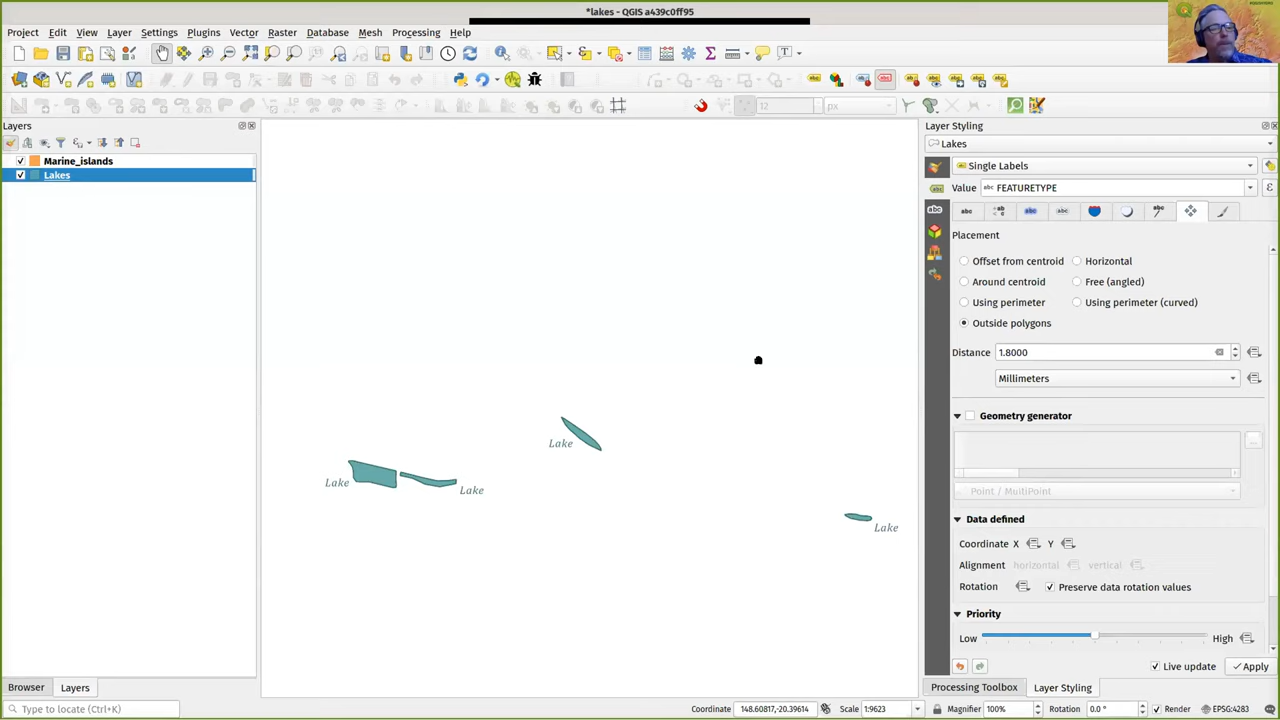 *lakes - QGIS a439c0ff95
Project Edit View Layer Settings Plugins Vector Raster Database Mesh Processing Help
12 px
Layers
Marine_islands
Lakes
Lake
Lake
Lake
Lake
Layer Styling
Lakes
Single Labels
Value abc FEATURETYPE
Placement
Offset from centroid Horizontal
Around centroid Free (angled)
Using perimeter Using perimeter (curved)
Outside polygons
Distance 1.8000
Millimeters
Geometry generator
...
Point / MultiPoint
Data defined
Coordinate X Y
Alignment horizontal vertical
Rotation Preserve data rotation values
Priority
Low High
Live update Apply
Browser Layers
Processing Toolbox Layer Styling
Type to locate (Ctrl+K)
Coordinate 148.60817,-20.39614 Scale 1:9623 Magnifier 100% Rotation 0.0 ° Render EPSG:4283